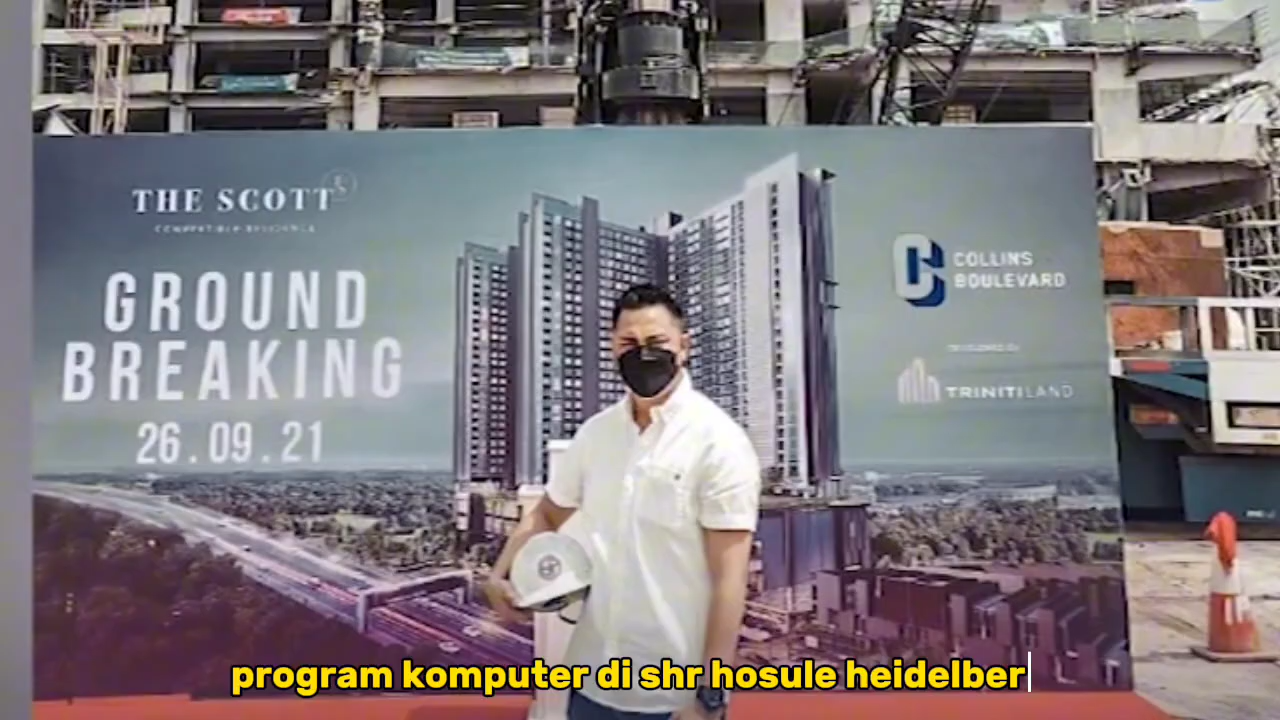 THE SCOTT
GROUND
BREAKING
26.09.21
COLLINS
BOULEVARD
TRINITILAND
program komputer di shr hosule heidelber